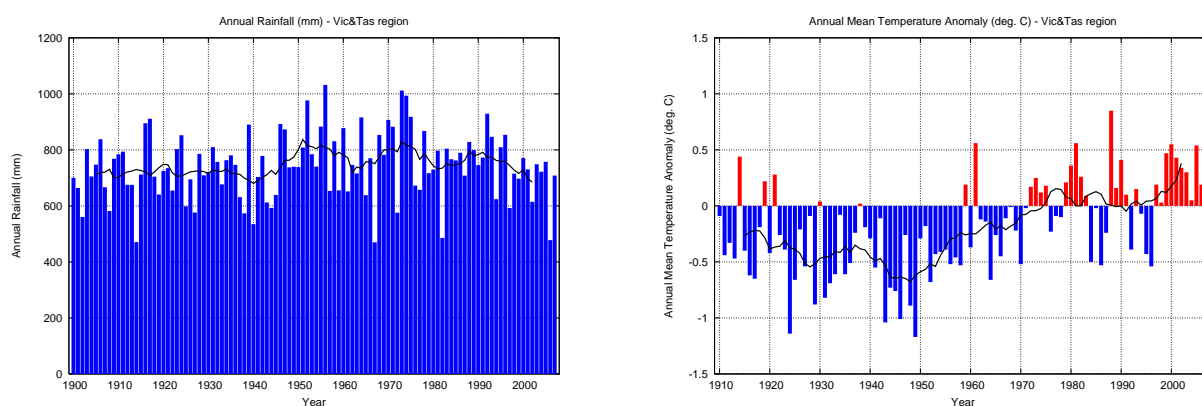 Annual Rainfall (mm) - Vic&Tas region
1200
1000
800
600
400
200
0
Annual Rainfall (mm)
1900 1910 1920 1930 1940 1950 1960 1970 1980 1990 2000
Year
Annual Mean Temperature Anomaly (deg. C) - Vic&Tas region
1.5
1
0.5
0
-0.5
-1
-1.5
Annual Mean Temperature Anomaly (deg. C)
1910 1920 1930 1940 1950 1960 1970 1980 1990 2000
Year